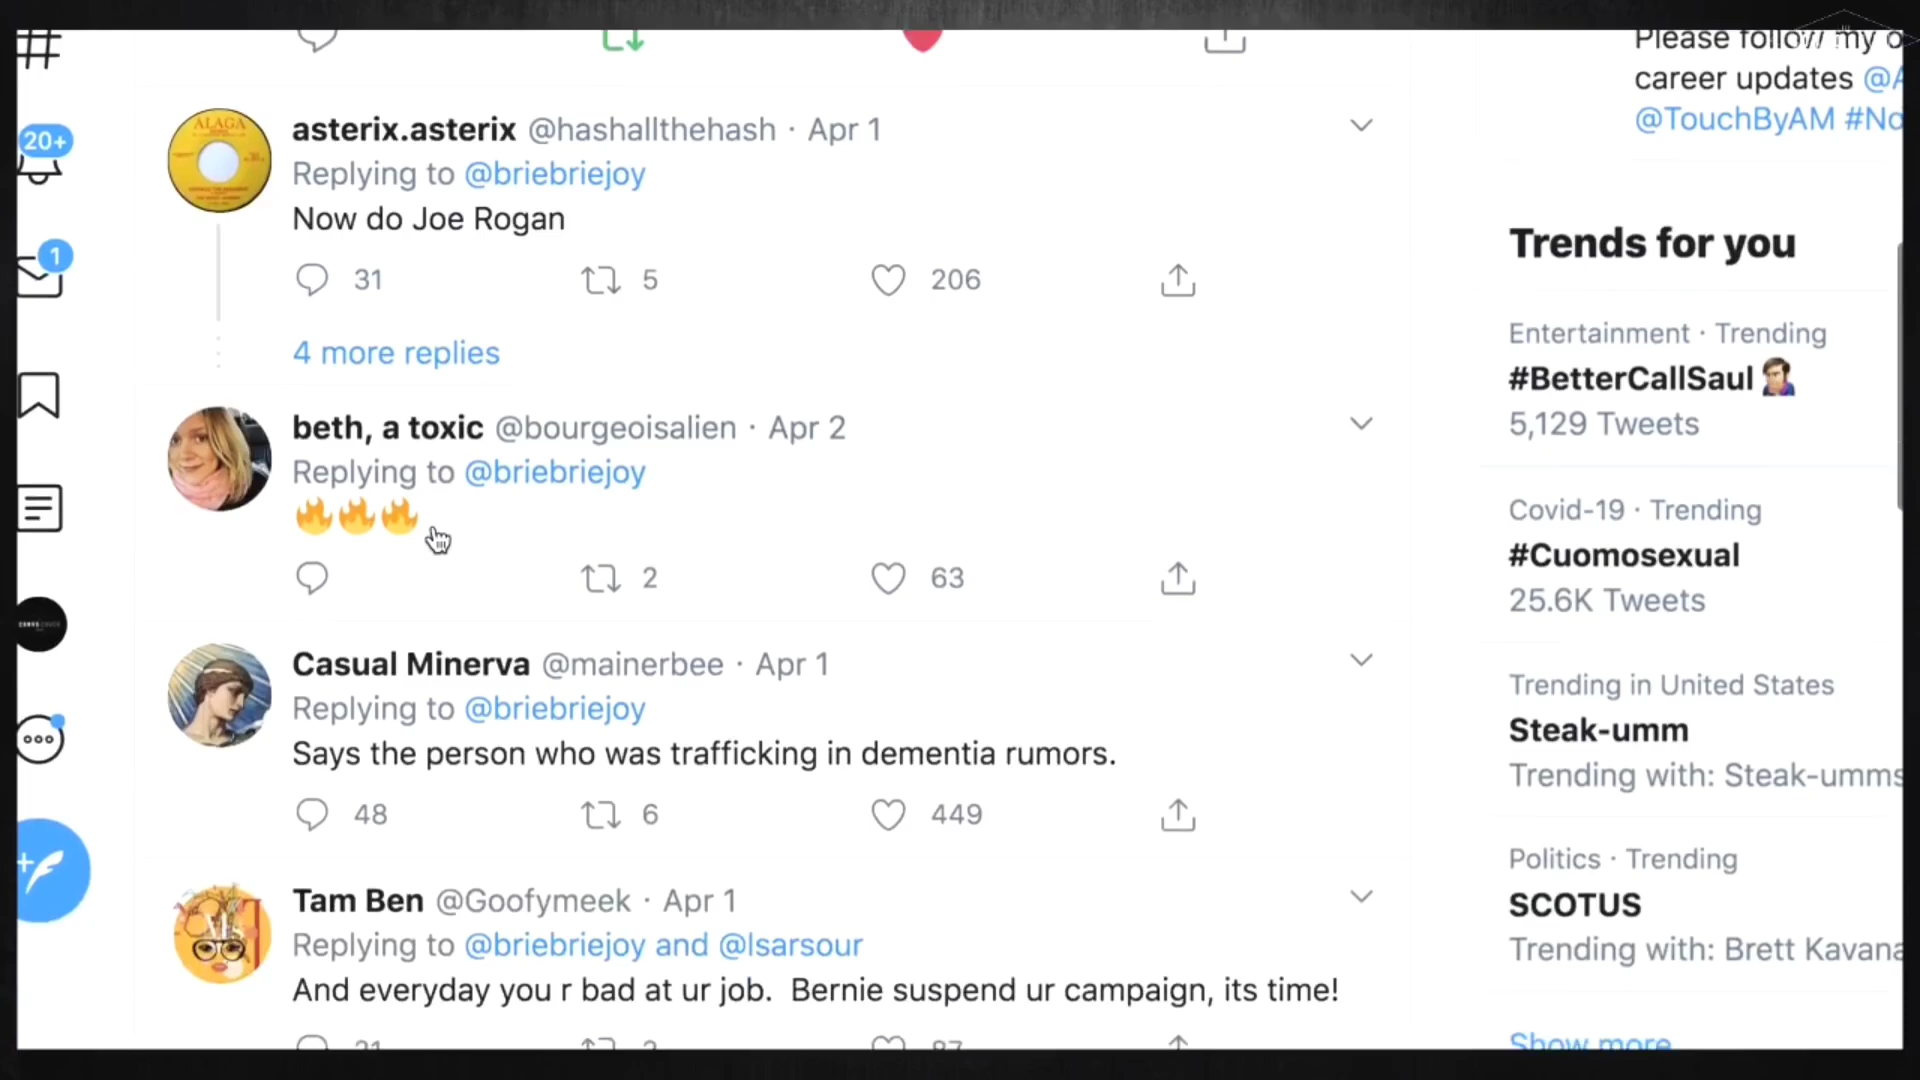 Please follow my o
career updates @A
@TouchByAM #No
20+
1
asterix.asterix @hashallthehash · Apr 1
Replying to @briebriejoy
Now do Joe Rogan
31 5 206
4 more replies
beth, a toxic @bourgeoisalien · Apr 2
Replying to @briebriejoy
🔥🔥🔥
2 63
Casual Minerva @mainerbee · Apr 1
Replying to @briebriejoy
Says the person who was trafficking in dementia rumors.
48 6 449
Tam Ben @Goofymeek · Apr 1
Replying to @briebriejoy and @lsarsour
And everyday you r bad at ur job.  Bernie suspend ur campaign, its time!
Trends for you
Entertainment · Trending
#BetterCallSaul
5,129 Tweets
Covid-19 · Trending
#Cuomosexual
25.6K Tweets
Trending in United States
Steak-umm
Trending with: Steak-umms
Politics · Trending
SCOTUS
Trending with: Brett Kavana
Show more
ALAGA